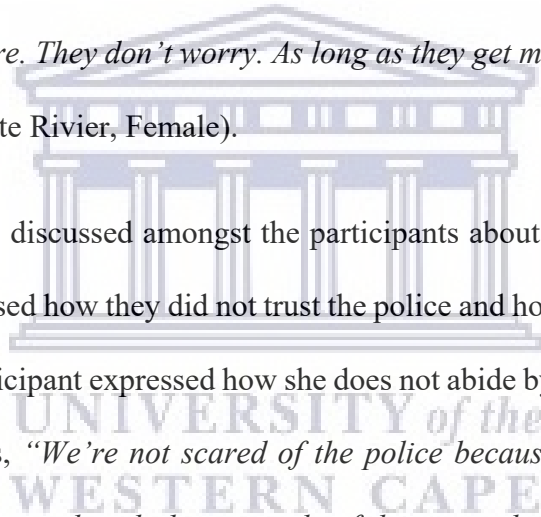 re. They don't worry. As long as they get m
te Rivier, Female).
discussed amongst the participants about
sed how they did not trust the police and ho
ticipant expressed how she does not abide by
UNIVERSITY of the
s, “We're not scared of the police becaus
WESTERN CAPE